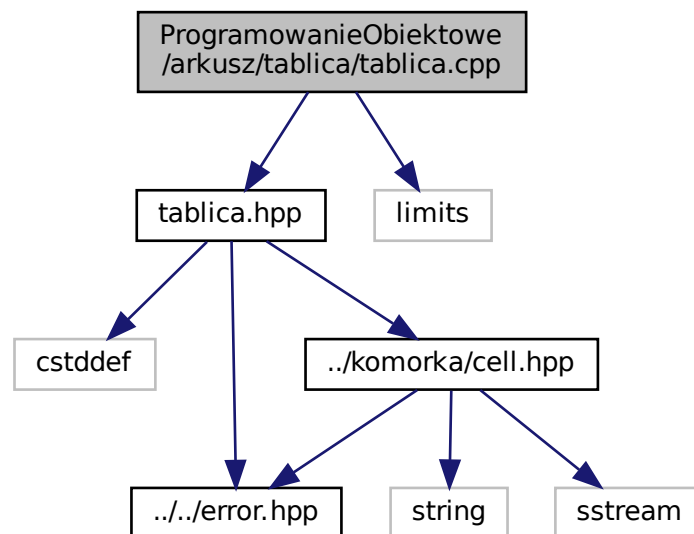 ProgramowanieObiektowe
/arkusz/tablica/tablica.cpp
tablica.hpp
limits
cstddef
../komorka/cell.hpp
../../error.hpp
string
sstream